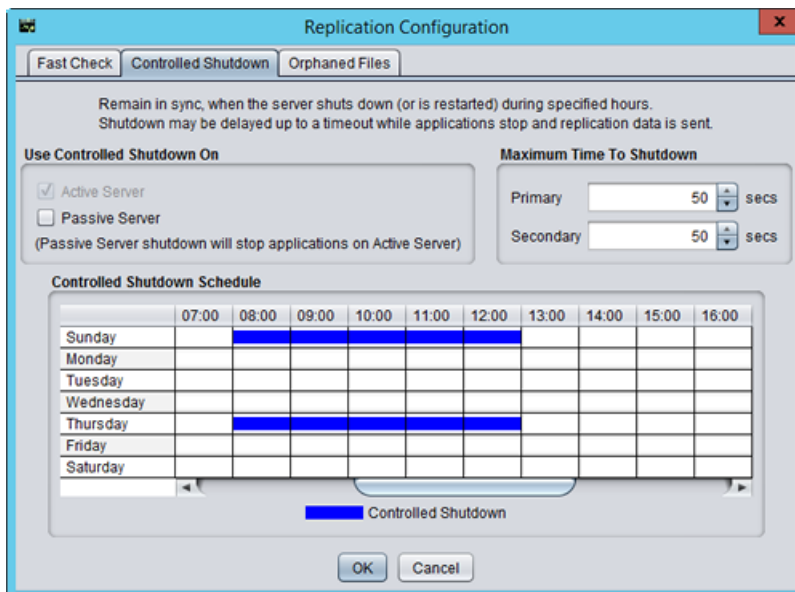 Replication Configuration
x
Fast Check Controlled Shutdown Orphaned Files
Remain in sync, when the server shuts down (or is restarted) during specified hours.
Shutdown may be delayed up to a timeout while applications stop and replication data is sent.
Use Controlled Shutdown On
Active Server
Passive Server
(Passive Server shutdown will stop applications on Active Server)
Maximum Time To Shutdown
Primary 50 secs
Secondary 50 secs
Controlled Shutdown Schedule
07:00 08:00 09:00 10:00 11:00 12:00 13:00 14:00 15:00 16:00
Sunday
Monday
Tuesday
Wednesday
Thursday
Friday
Saturday
Controlled Shutdown
OK Cancel